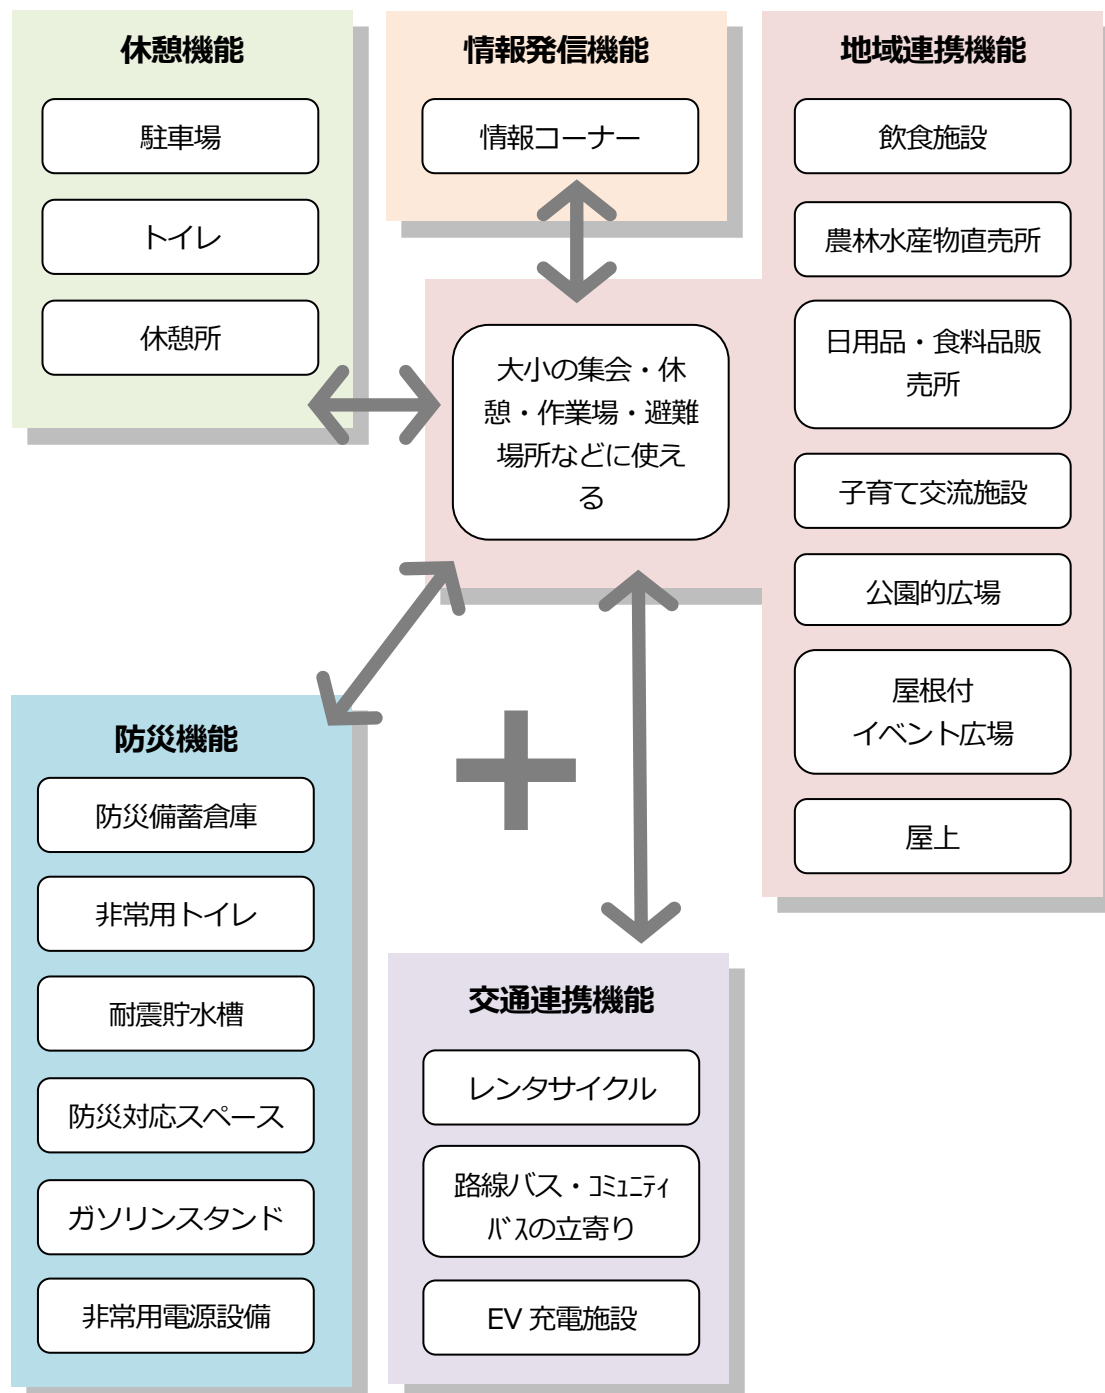 休憩機能
駐車場
トイレ
休憩所
情報発信機能
情報コーナー
地域連携機能
飲食施設
農林水産物直売所
日用品・食料品販
売所
子育て交流施設
公園的広場
屋根付
イベント広場
屋上
大小の集会・休
憩・作業場・避難
場所などに使え
る
防災機能
防災備蓄倉庫
非常用トイレ
耐震貯水槽
防災対応スペース
ガソリンスタンド
非常用電源設備
交通連携機能
レンタサイクル
路線バス・ｺﾐｭﾆﾃｨ
ﾊﾞｽの立寄り
EV 充電施設